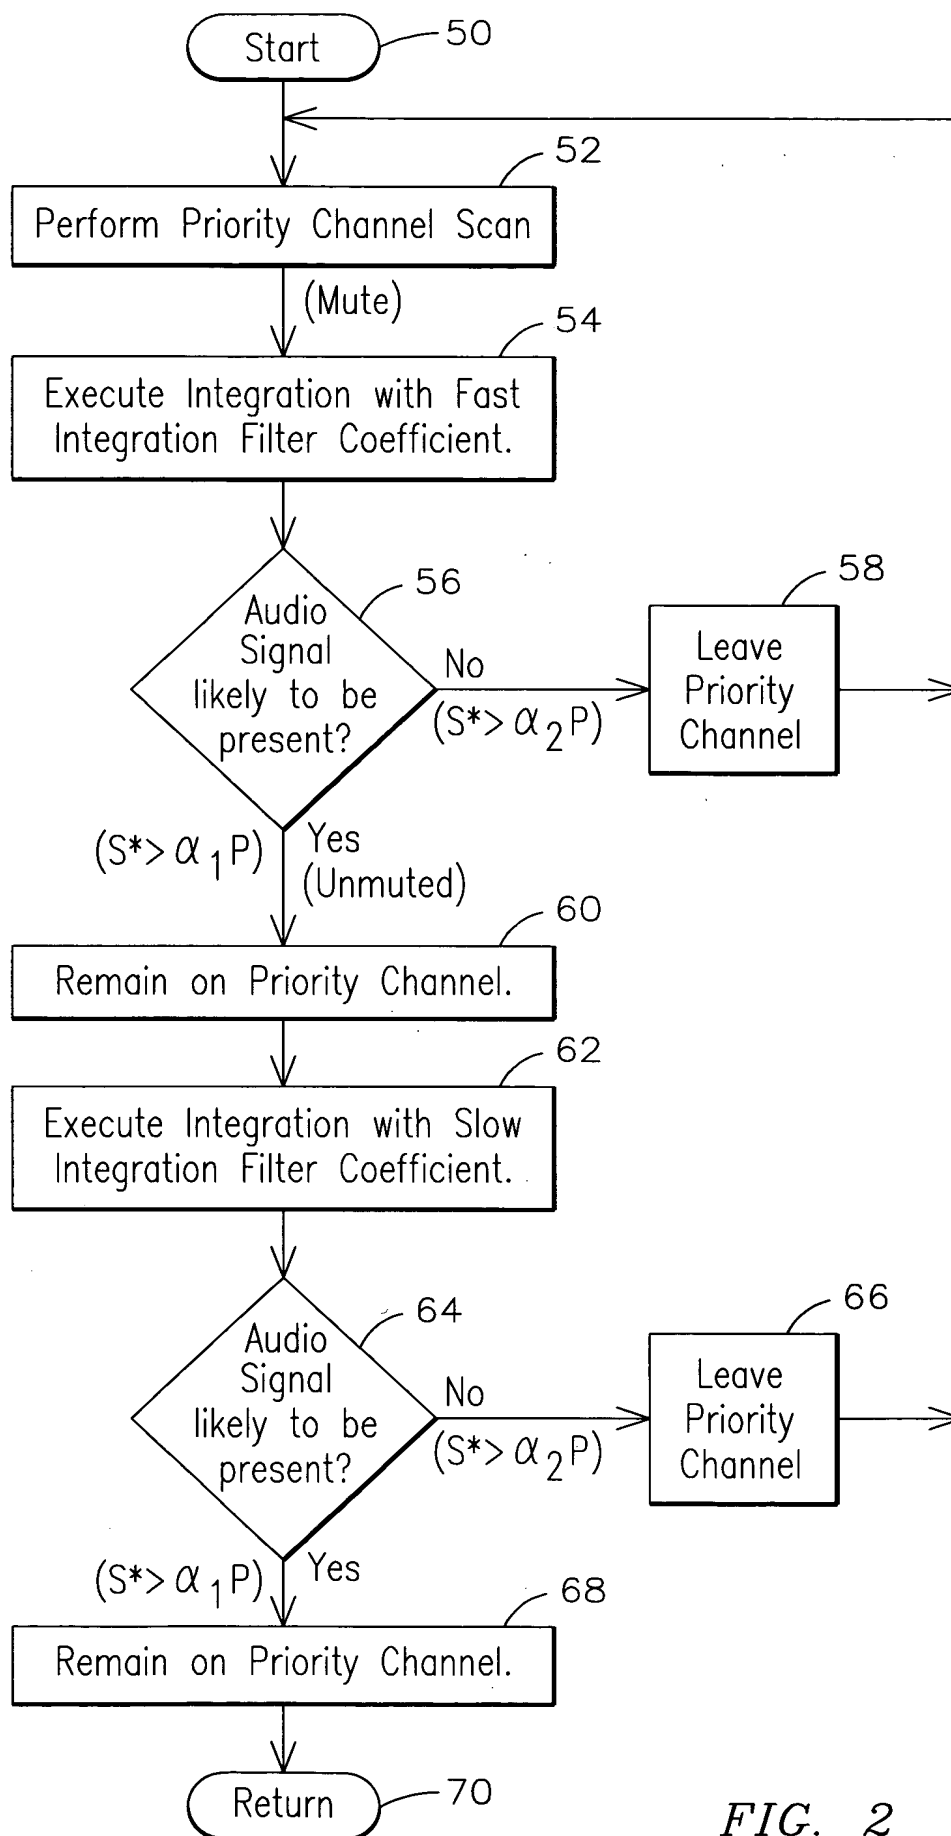 Start
50
52
Perform Priority Channel Scan
(Mute)
54
Execute Integration with Fast
Integration Filter Coefficient.
56
Audio
Signal
likely to be
present?
No
(S*> α₂P)
58
Leave
Priority
Channel
(S*> α₁P)
Yes
(Unmuted)
60
Remain on Priority Channel.
62
Execute Integration with Slow
Integration Filter Coefficient.
64
Audio
Signal
likely to be
present?
No
(S*> α₂P)
66
Leave
Priority
Channel
(S*> α₁P)
Yes
68
Remain on Priority Channel.
Return
70
FIG. 2